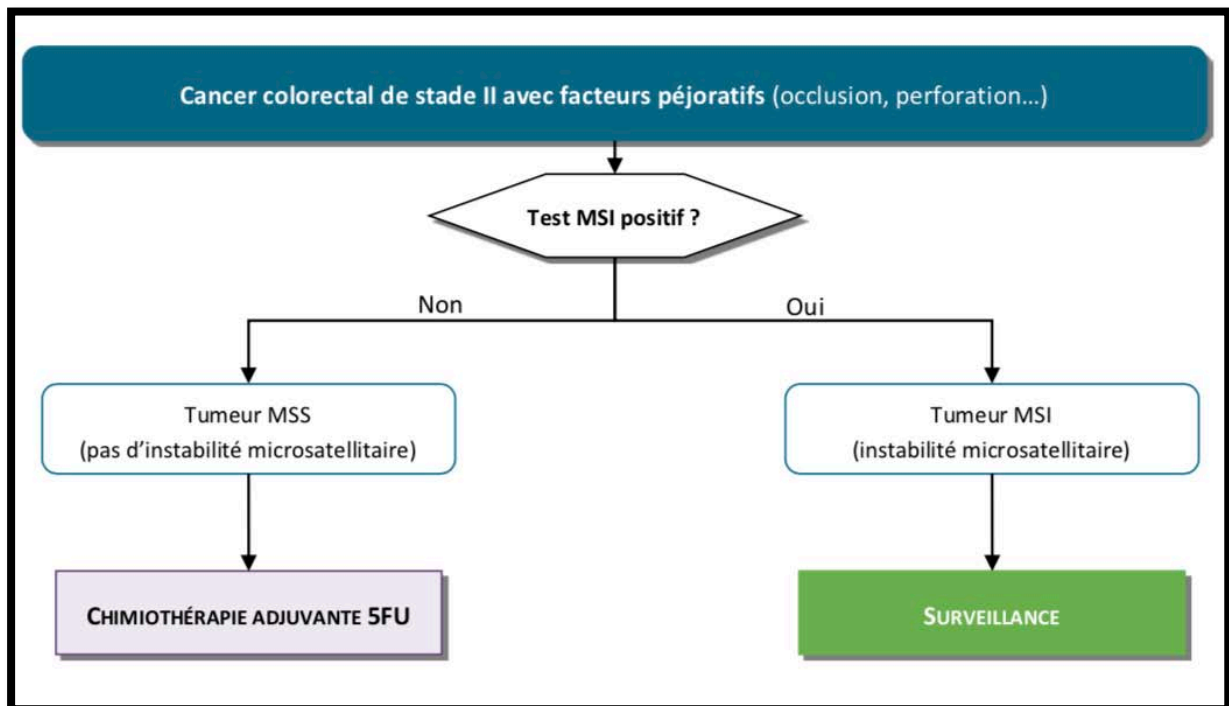 Cancer colorectal de stade II avec facteurs péjoratifs (occlusion, perforation…)
Test MSI positif ?
Non
Oui
Tumeur MSS
(pas d’instabilité microsatellitaire)
Tumeur MSI
(instabilité microsatellitaire)
CHIMIOTHÉRAPIE ADJUVANTE 5FU
SURVEILLANCE